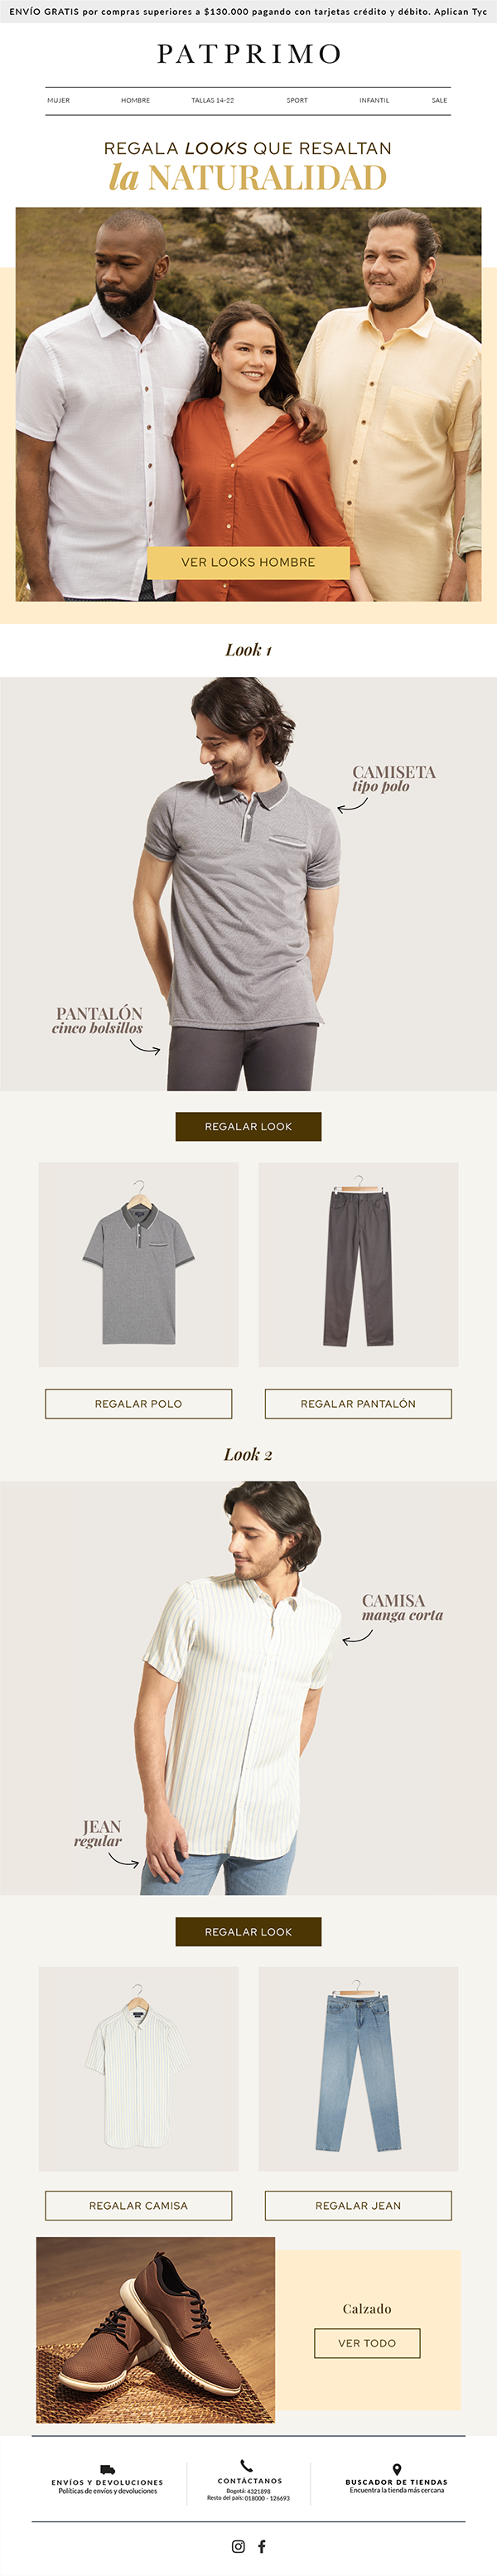 ENVÍO GRATIS por compras superiores a $130.000 pagando con tarjetas crédito y débito. Aplican Tyc
PATPRIMO
MUJER HOMBRE TALLAS 14-22 SPORT INFANTIL SALE
REGALA LOOKS QUE RESALTAN
la NATURALIDAD
VER LOOKS HOMBRE
Look 1
CAMISETA
tipo polo
PANTALÓN
cinco bolsillos
REGALAR LOOK
REGALAR POLO REGALAR PANTALÓN
Look 2
CAMISA
manga corta
JEAN
regular
REGALAR LOOK
REGALAR CAMISA REGALAR JEAN
Calzado
VER TODO
ENVÍOS Y DEVOLUCIONES
Políticas de envíos y devoluciones
CONTÁCTANOS
Bogotá: 4321898
Resto del país: 018000 - 126693
BUSCADOR DE TIENDAS
Encuentra la tienda más cercana